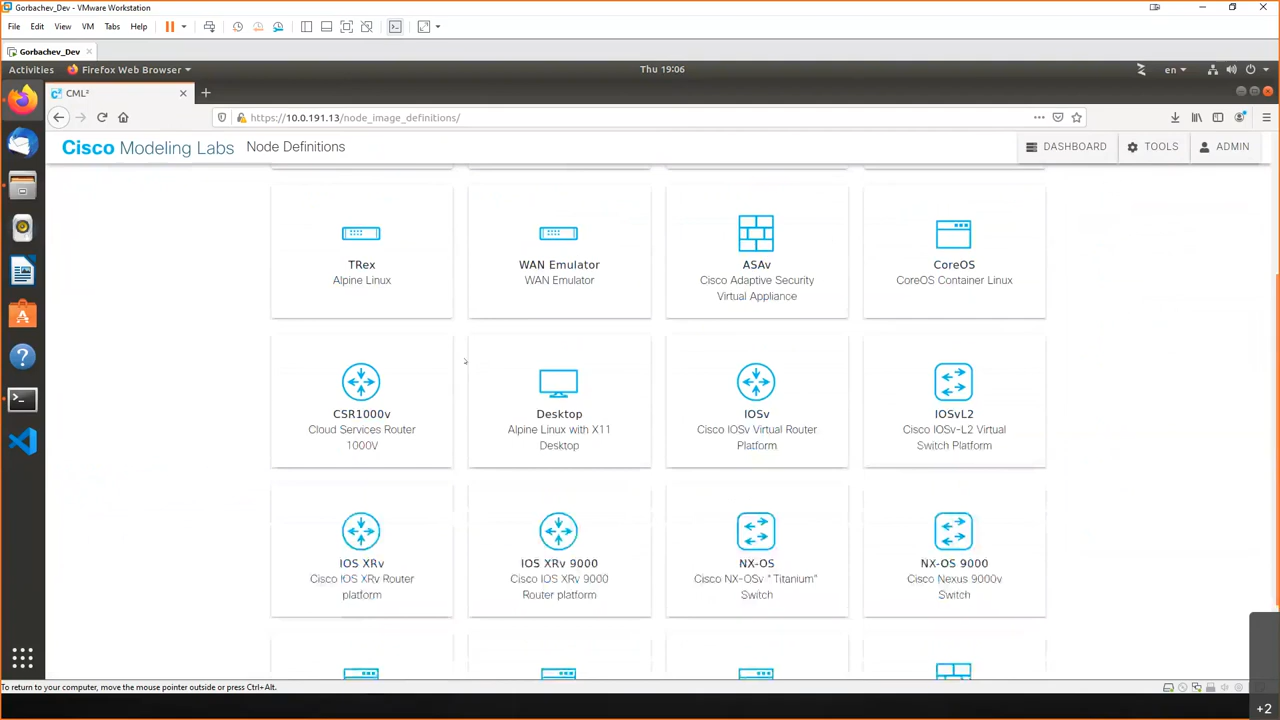 Gorbachev_Dev - VMware Workstation
File Edit View VM Tabs Help
Gorbachev_Dev
Activities Firefox Web Browser Thu 19:06 en
CML²
https://10.0.191.13/node_image_definitions/
Cisco Modeling Labs Node Definitions DASHBOARD TOOLS ADMIN
TRex
Alpine Linux
WAN Emulator
WAN Emulator
ASAv
Cisco Adaptive Security
Virtual Appliance
CoreOS
CoreOS Container Linux
CSR1000v
Cloud Services Router
1000V
Desktop
Alpine Linux with X11
Desktop
IOSv
Cisco IOSv Virtual Router
Platform
IOSvL2
Cisco IOSv-L2 Virtual
Switch Platform
IOS XRv
Cisco IOS XRv Router
platform
IOS XRv 9000
Cisco IOS XRv 9000
Router platform
NX-OS
Cisco NX-OSv "Titanium"
Switch
NX-OS 9000
Cisco Nexus 9000v
Switch
To return to your computer, move the mouse pointer outside or press Ctrl+Alt.
+2